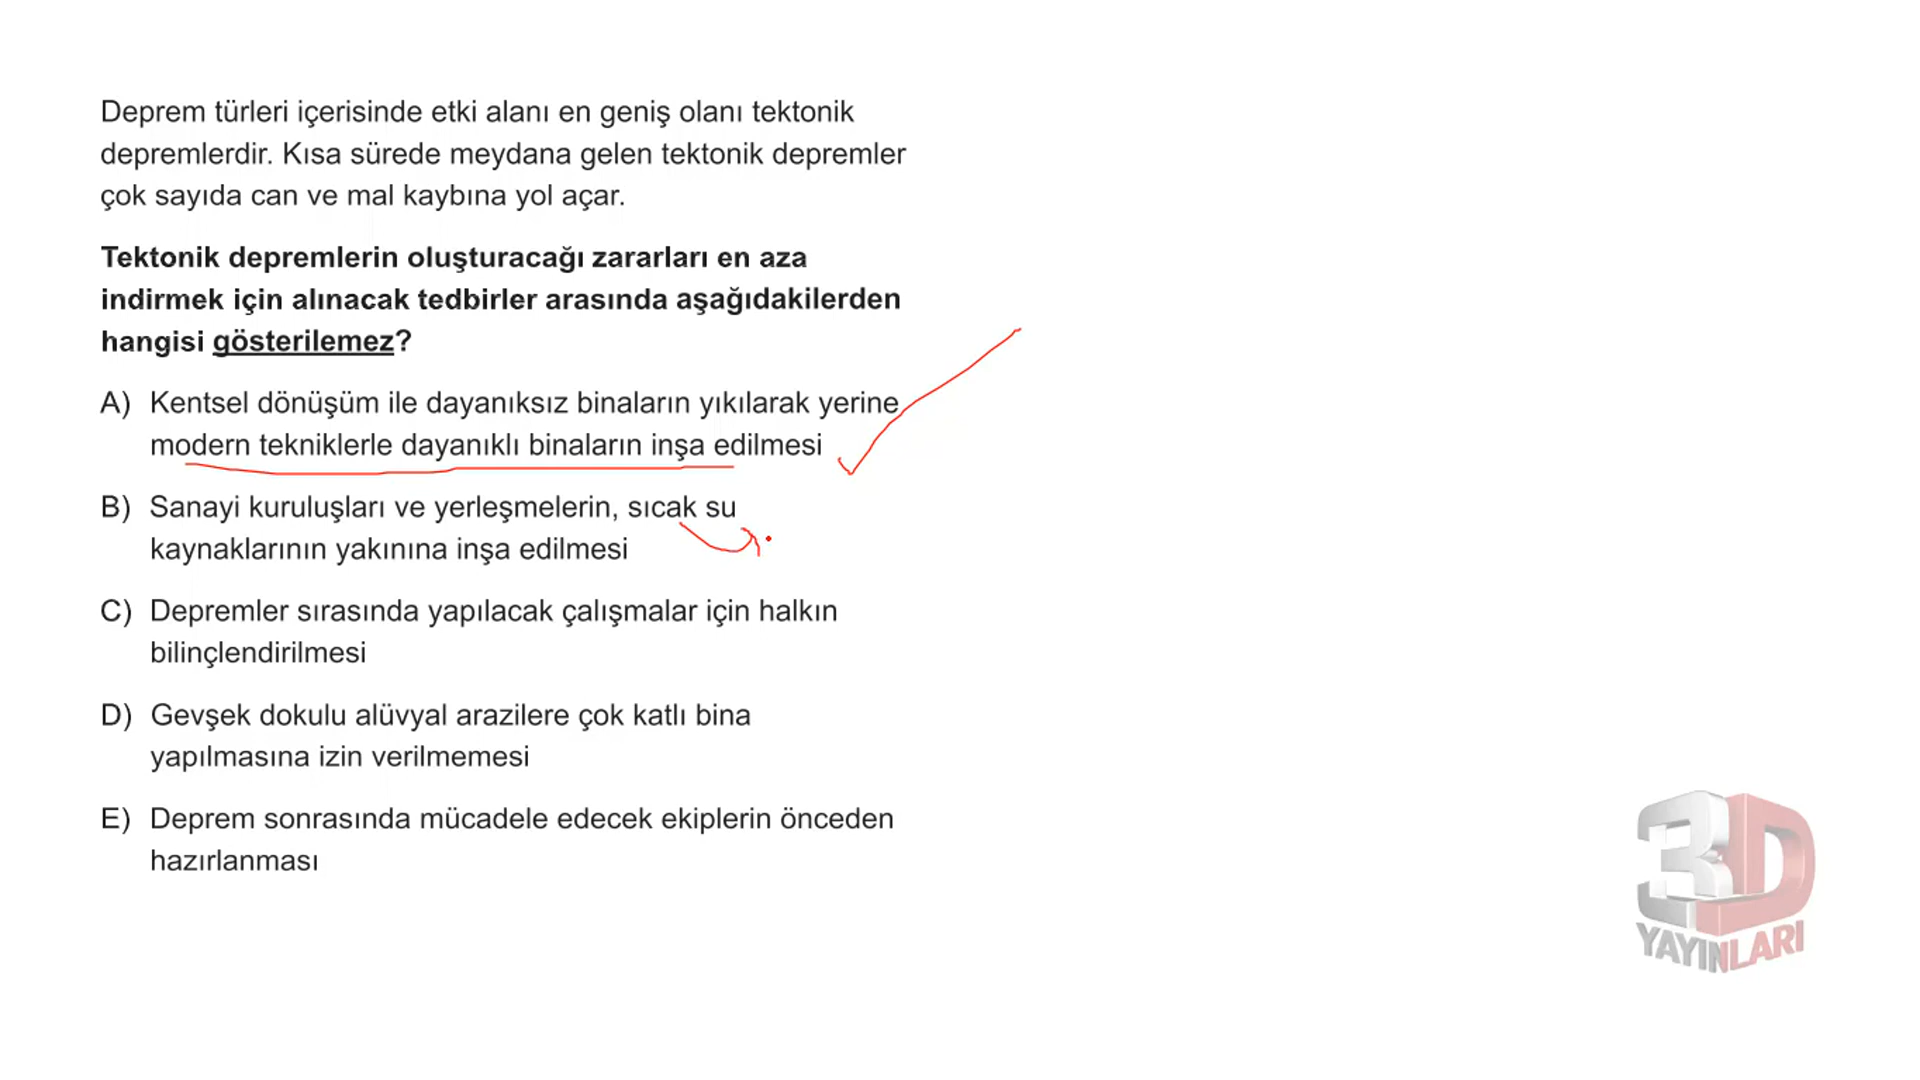 Deprem türleri içerisinde etki alanı en geniş olanı tektonik
depremlerdir. Kısa sürede meydana gelen tektonik depremler
çok sayıda can ve mal kaybına yol açar.
Tektonik depremlerin oluşturacağı zararları en aza
indirmek için alınacak tedbirler arasında aşağıdakilerden
hangisi gösterilemez?
A) Kentsel dönüşüm ile dayanıksız binaların yıkılarak yerine
modern tekniklerle dayanıklı binaların inşa edilmesi
B) Sanayi kuruluşları ve yerleşmelerin, sıcak su
kaynaklarının yakınına inşa edilmesi
C) Depremler sırasında yapılacak çalışmalar için halkın
bilinçlendirilmesi
D) Gevşek dokulu alüvyal arazilere çok katlı bina
yapılmasına izin verilmemesi
E) Deprem sonrasında mücadele edecek ekiplerin önceden
hazırlanması
3D
YAYINLARI